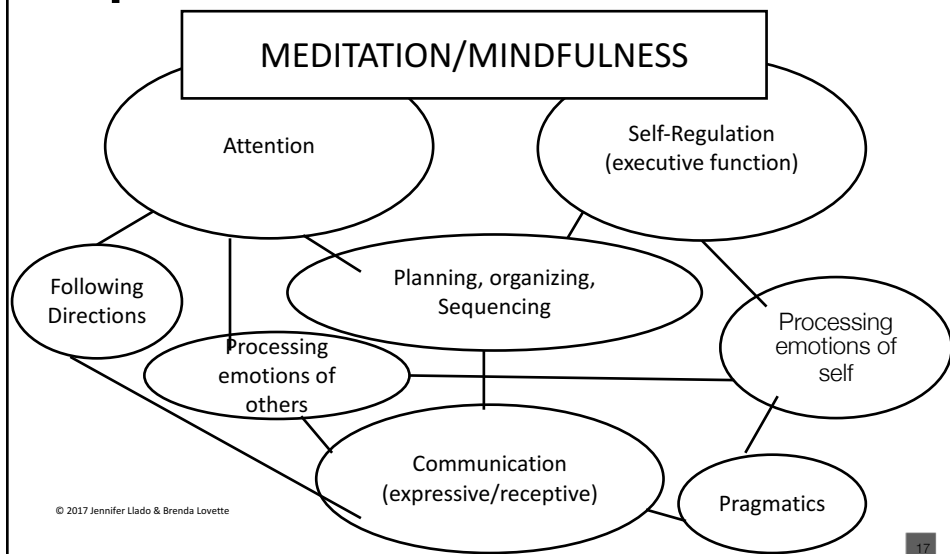 MEDITATION/MINDFULNESS
Attention
Self-Regulation
(executive function)
Following
Directions
Planning, organizing,
Sequencing
Processing
emotions of
others
Processing
emotions of
self
Communication
(expressive/receptive)
Pragmatics
© 2017 Jennifer Llado & Brenda Lovette
17